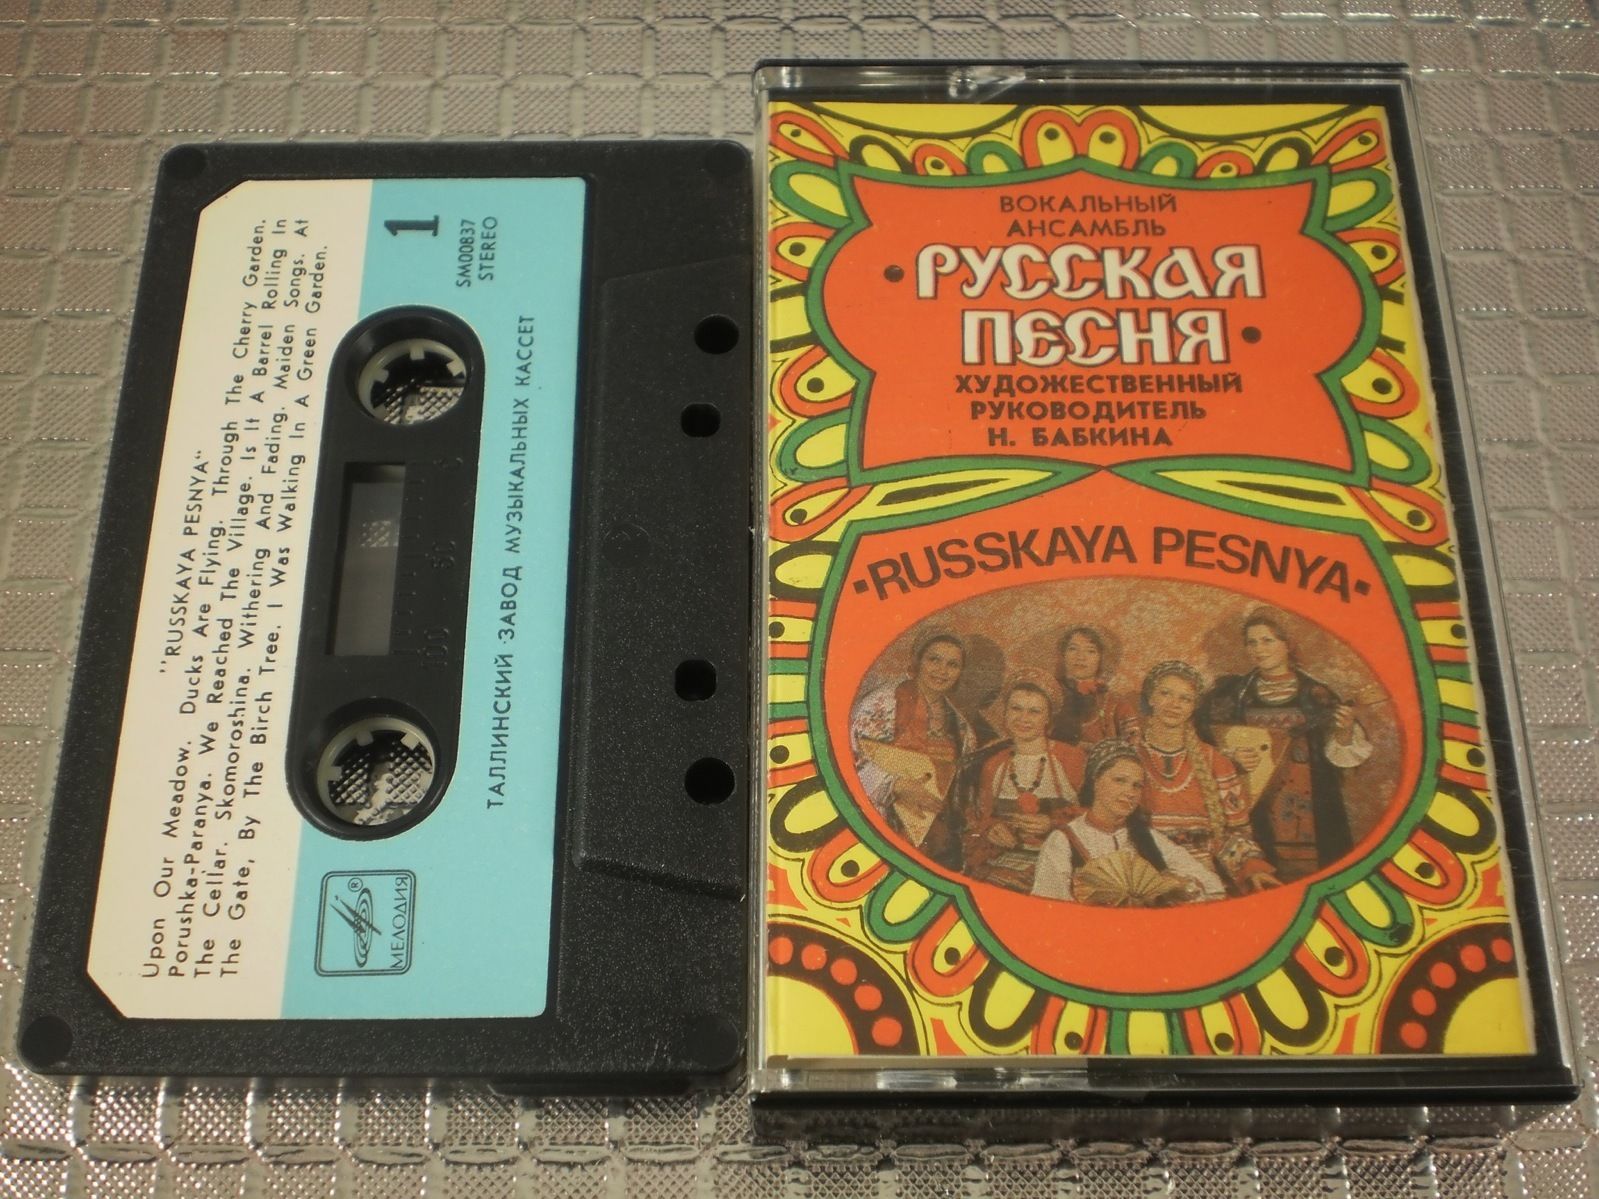 "RUSSKAYA PESNYA"
Upon Our Meadow. Ducks Are Flying. Through The Cherry Garden.
Porushka-Paranya. We Reached The Village. Is It A Barrel Rolling In
The Cellar. Skomoroshina. Withering And Fading. Maiden Songs. At
The Gate, By The Birch Tree. I Was Walking In A Green Garden.
1
SM00837
STEREO
100 50
МЕЛОДИЯ
®
ТАЛЛИНСКИЙ ЗАВОД МУЗЫКАЛЬНЫХ КАССЕТ
ВОКАЛЬНЫЙ
АНСАМБЛЬ
·РУССКАЯ
ПЕСНЯ·
ХУДОЖЕСТВЕННЫЙ
РУКОВОДИТЕЛЬ
Н. БАБКИНА
·RUSSKAYA PESNYA·